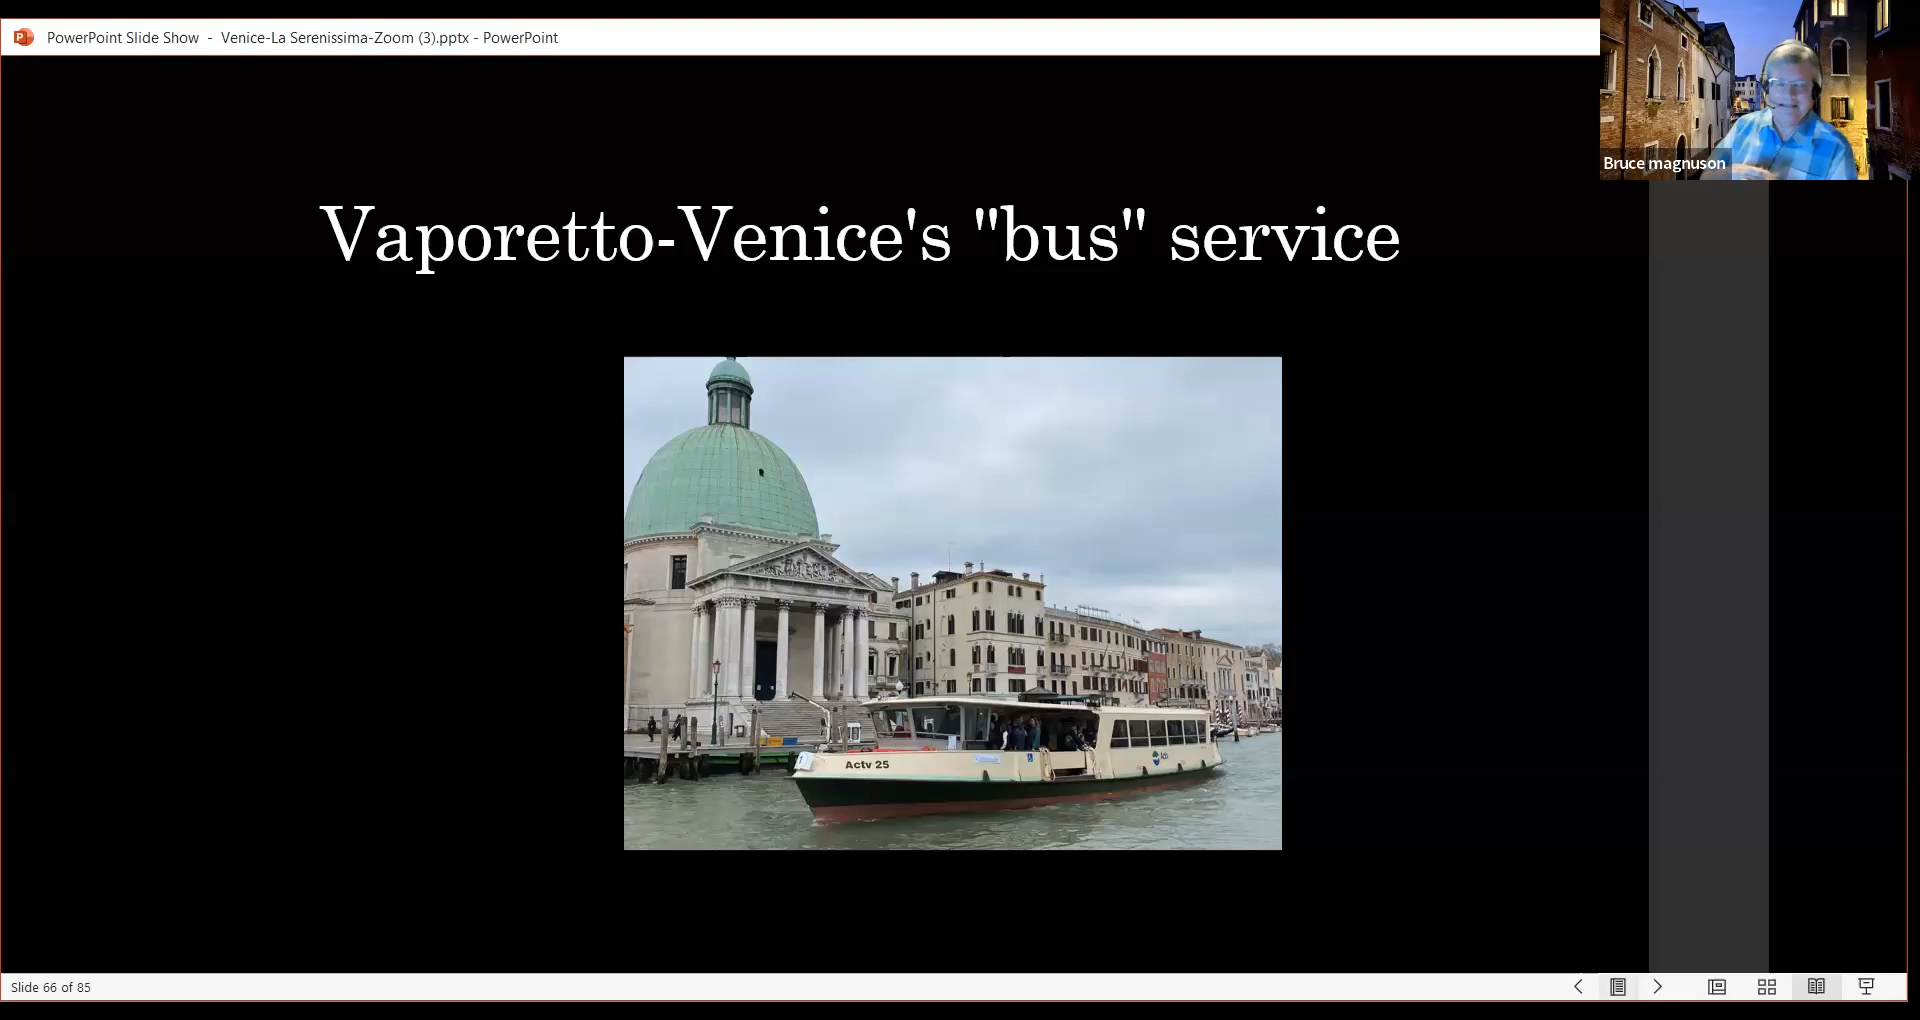 PowerPoint Slide Show - Venice-La Serenissima-Zoom (3).pptx - PowerPoint
Bruce magnuson
Vaporetto-Venice's "bus" service
Actv 25
Slide 66 of 85